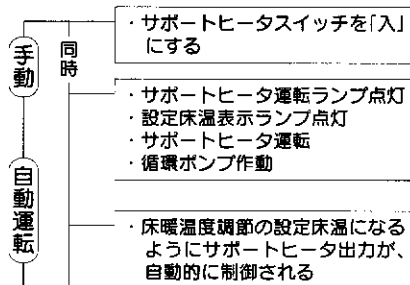 手動
同時
・サポートヒータスイッチを「入」
にする
・サポートヒータ運転ランプ点灯
・設定床温表示ランプ点灯
・サポートヒータ運転
・循環ポンプ作動
自動運転
・床暖温度調節の設定床温になる
ようにサポートヒータ出力が、
自動的に制御される